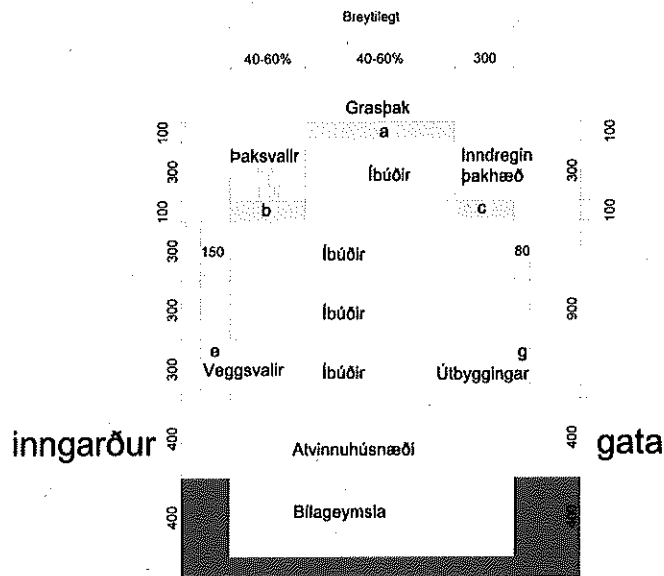 Breytilegt
40-60% 40-60% 300
Grasþak
100 a 100
Þaksvalir Inndregin
300 Íbúðir þakhæð 300
100 b c 100
300 150 Íbúðir 80
300 Íbúðir 900
e g
300 Veggsvalir Íbúðir Útbyggingar
inngarður 400 Atvinnuhúsnæði 400 gata
400 Bílageymsla 400